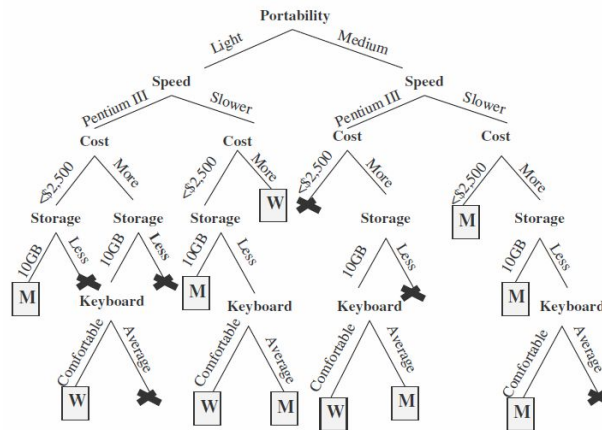 Portability
Light Medium
Speed Speed
Pentium III Slower Pentium III Slower
Cost Cost Cost Cost
<$2,500 More <$2,500 More <$2,500 More <$2,500 More
Storage Storage Storage W Storage M Storage
10GB Less 10GB Less 10GB Less 10GB Less 10GB Less
M Keyboard M Keyboard Keyboard M Keyboard
Comfortable Average Comfortable Average Comfortable Average Comfortable Average
W W M W M M